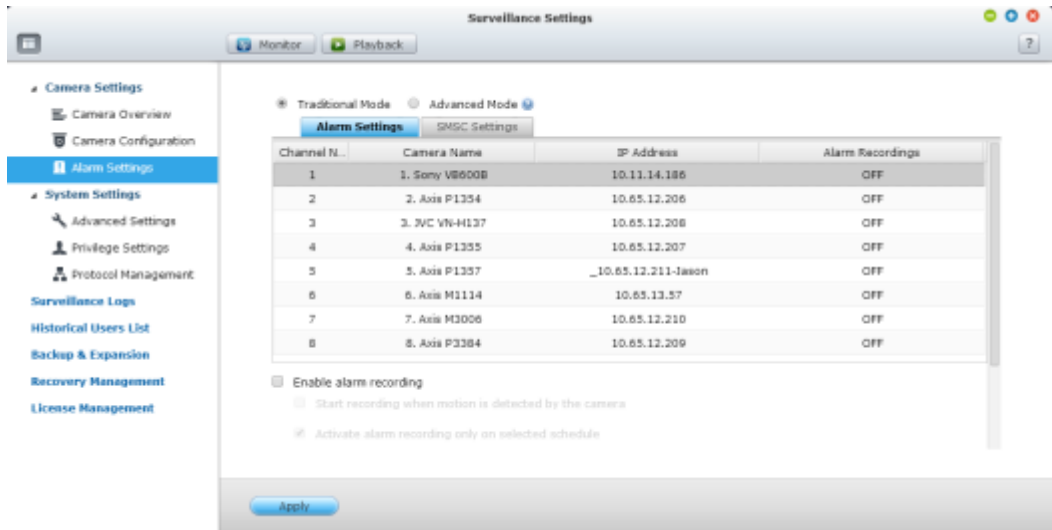 Surveillance Settings
Monitor Playback ?
Camera Settings
Camera Overview
Camera Configuration
Alarm Settings
System Settings
Advanced Settings
Privilege Settings
Protocol Management
Surveillance Logs
Historical Users List
Backup & Expansion
Recovery Management
License Management
Traditional Mode Advanced Mode
Alarm Settings SMSC Settings
Channel N... Camera Name IP Address Alarm Recordings
1 1. Sony VB600B 10.11.14.186 OFF
2 2. Axis P1354 10.65.12.206 OFF
3 3. JVC VN-H137 10.65.12.208 OFF
4 4. Axis P1355 10.65.12.207 OFF
5 5. Axis P1357 _10.65.12.211-Jason OFF
6 6. Axis M1114 10.65.13.57 OFF
7 7. Axis M3006 10.65.12.210 OFF
8 8. Axis P3384 10.65.12.209 OFF
Enable alarm recording
Start recording when motion is detected by the camera
Activate alarm recording only on selected schedule
Apply